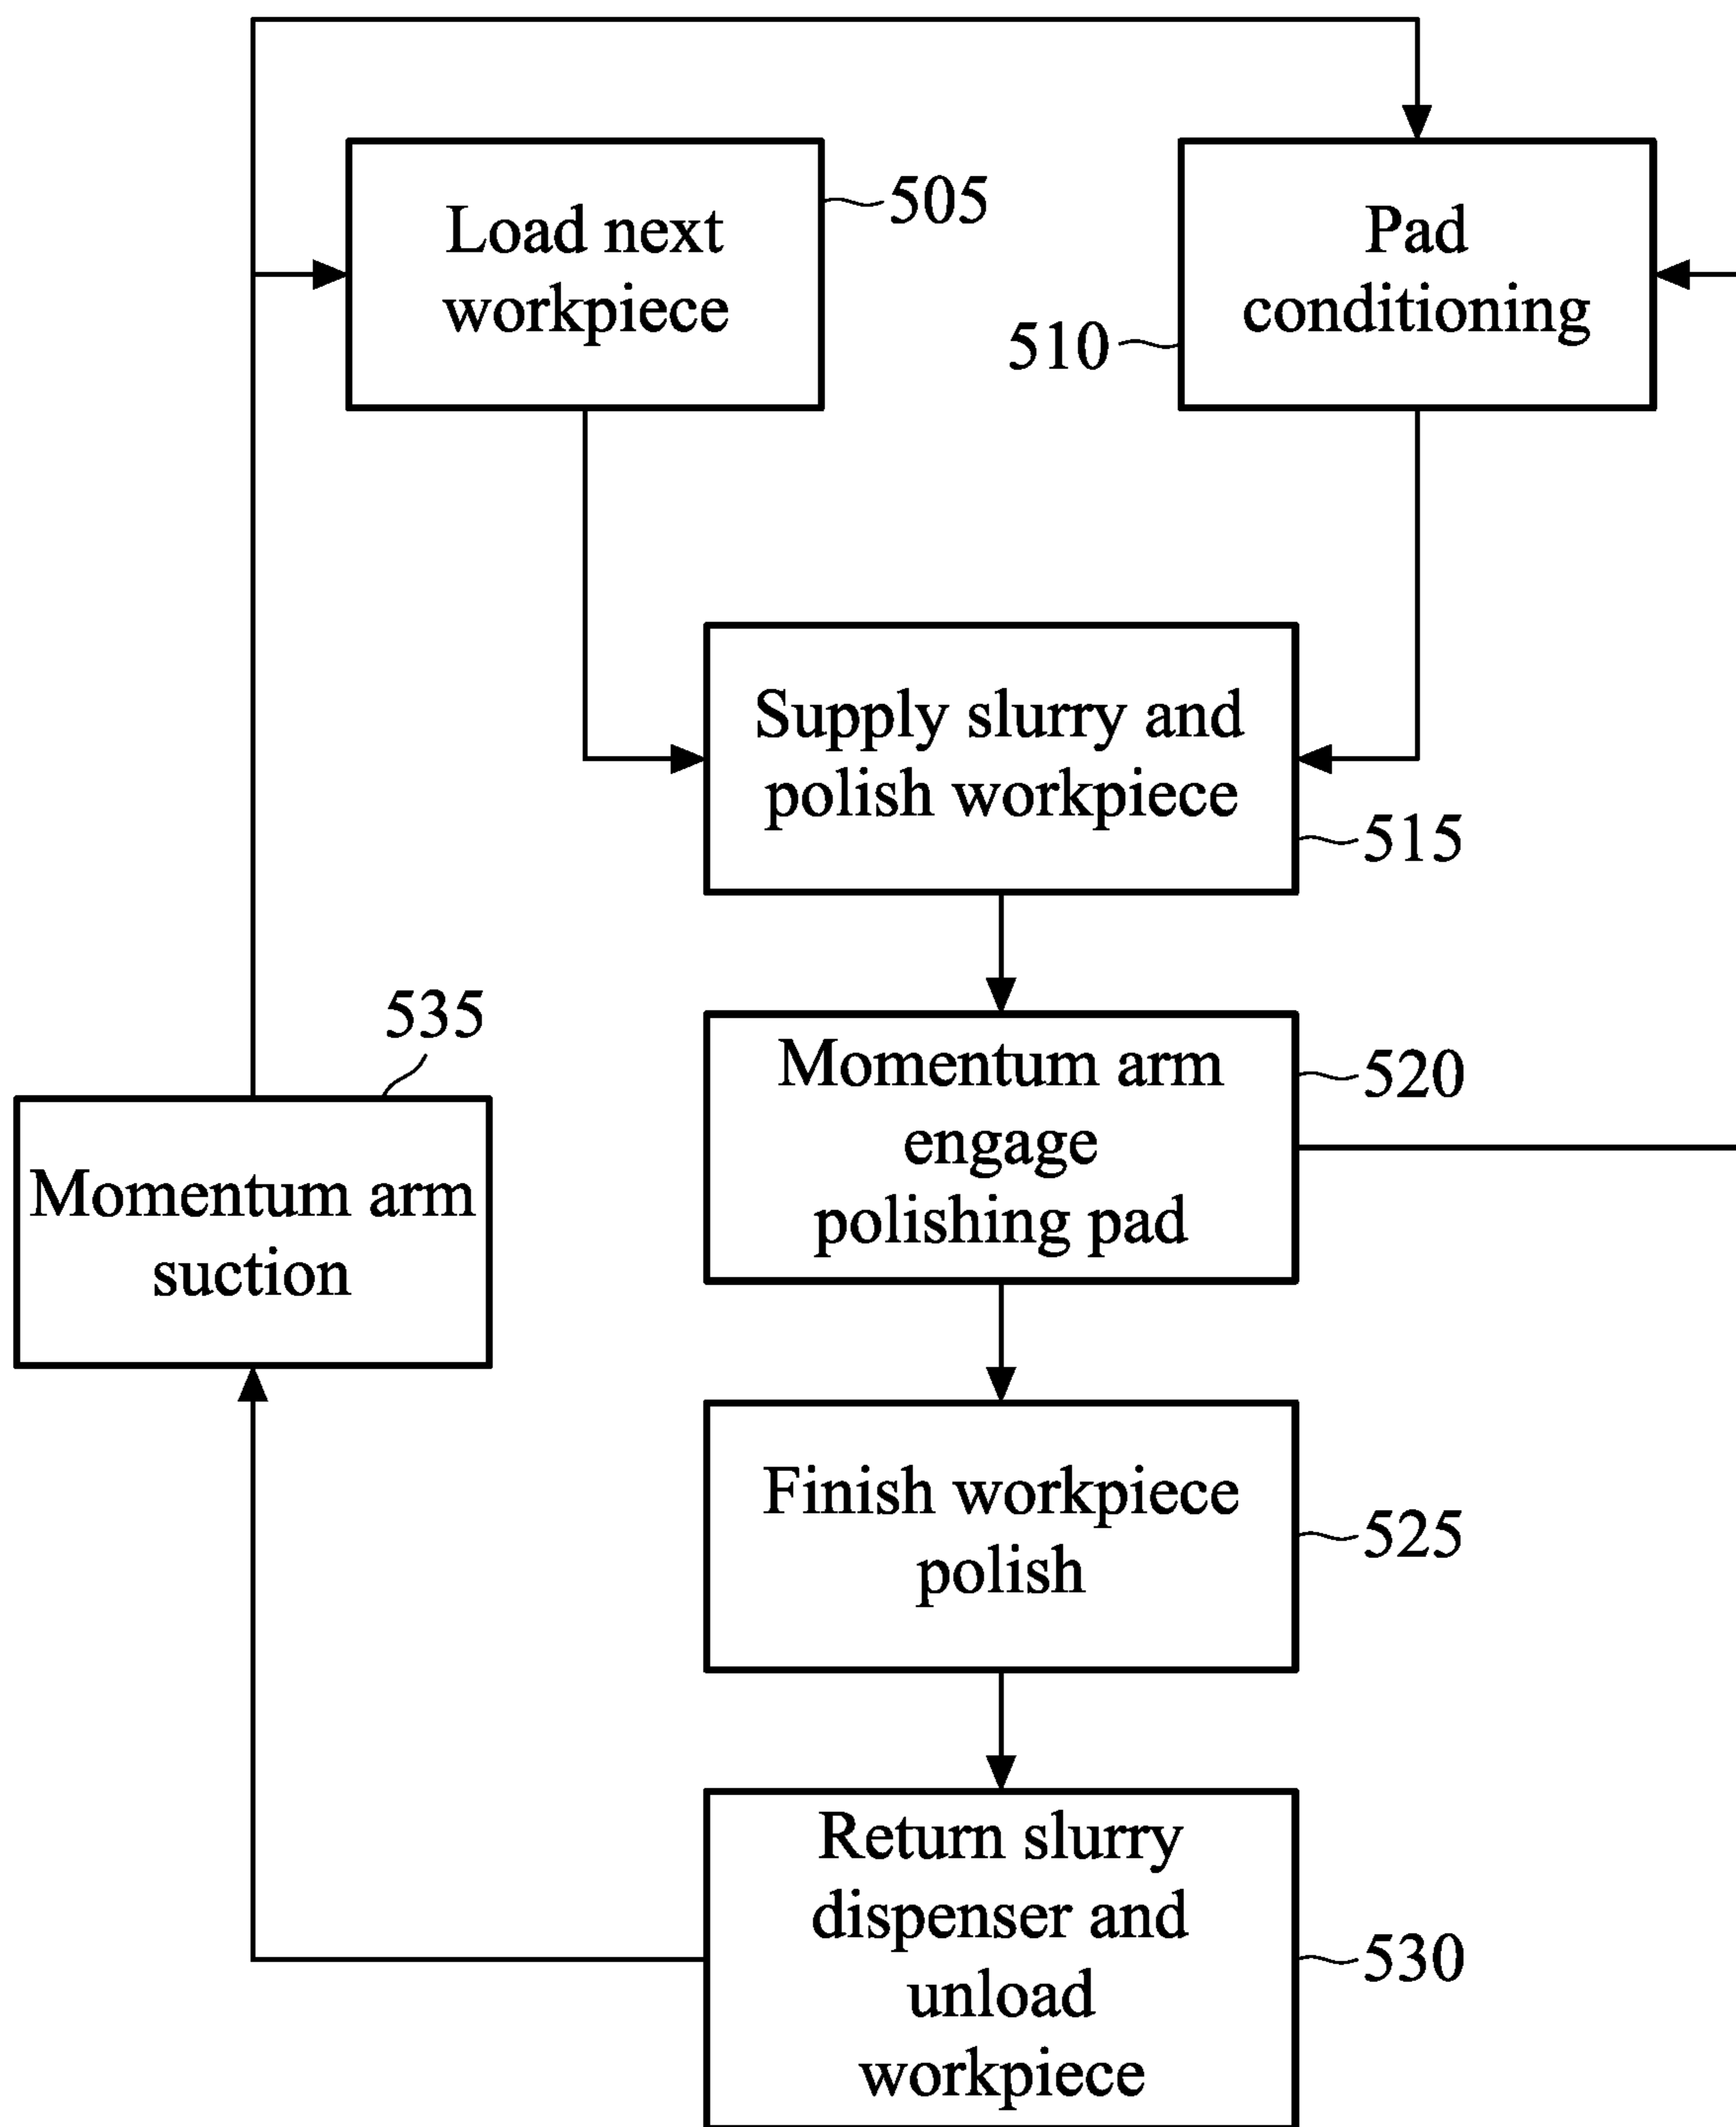 Load next
workpiece
505
Pad
conditioning
510
Supply slurry and
polish workpiece
515
Momentum arm
engage
polishing pad
520
535
Momentum arm
suction
Finish workpiece
polish
525
Return slurry
dispenser and
unload
workpiece
530